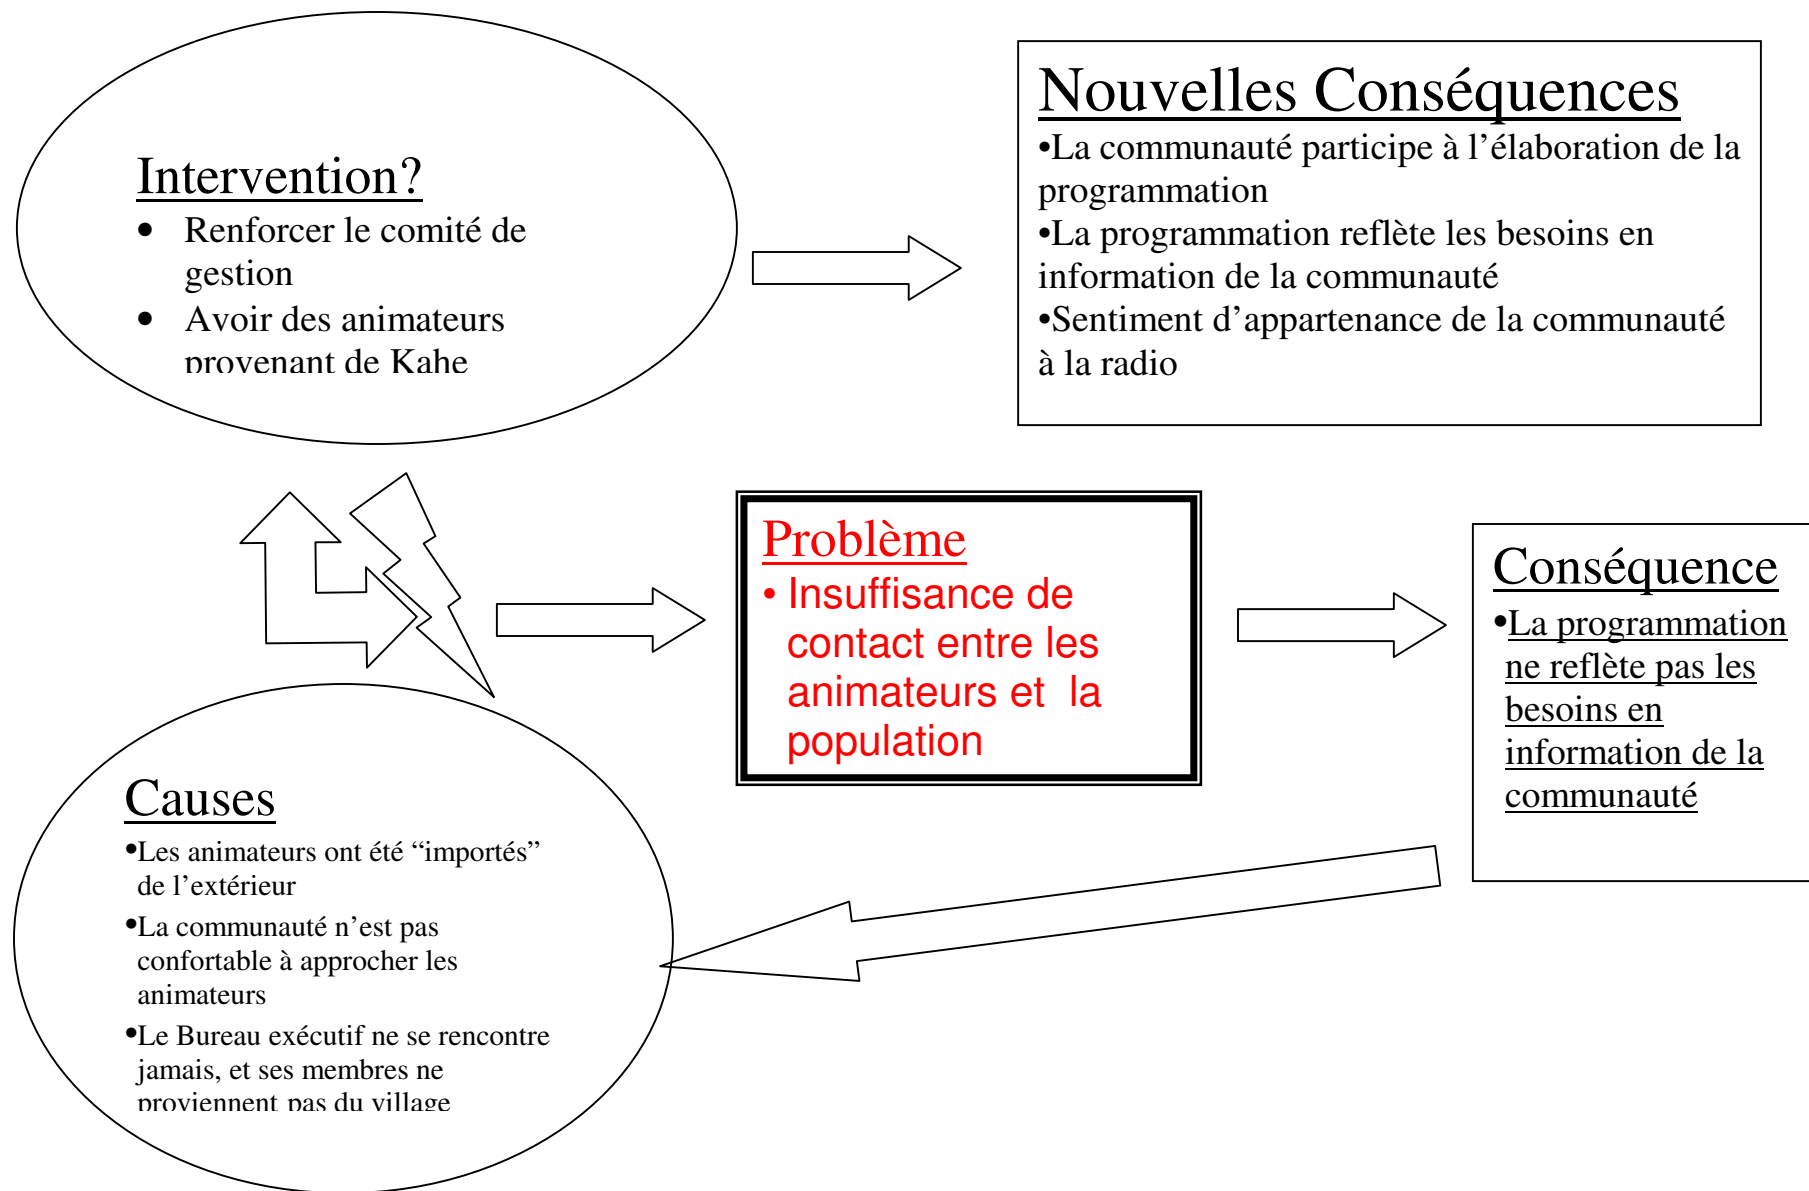 Intervention?
• Renforcer le comité de
gestion
• Avoir des animateurs
provenant de Kahe
Nouvelles Conséquences
•La communauté participe à l’élaboration de la
programmation
•La programmation reflète les besoins en
information de la communauté
•Sentiment d’appartenance de la communauté
à la radio
Problème
• Insuffisance de
contact entre les
animateurs et la
population
Conséquence
•La programmation
ne reflète pas les
besoins en
information de la
communauté
Causes
•Les animateurs ont été “importés”
de l’extérieur
•La communauté n’est pas
confortable à approcher les
animateurs
•Le Bureau exécutif ne se rencontre
jamais, et ses membres ne
proviennent pas du village